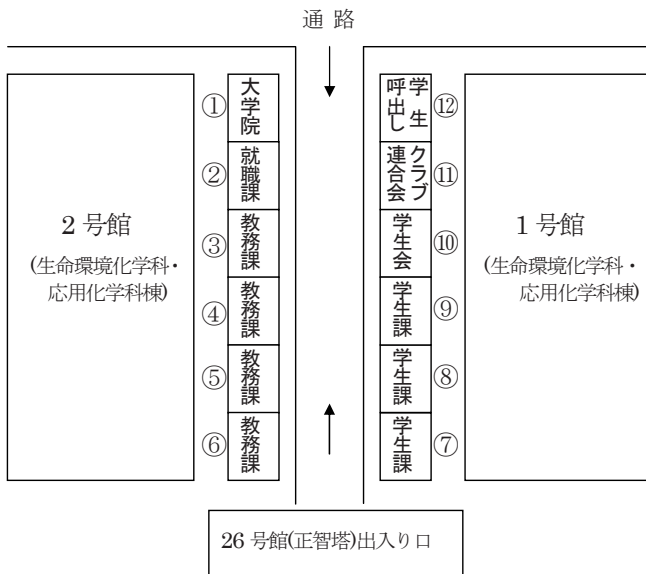 通 路
① 大学院
② 就職課
③ 教務課
④ 教務課
⑤ 教務課
⑥ 教務課
2 号館
(生命環境化学科・
応用化学科棟)
学生
呼出し
⑫
クラブ
連合会
⑪
学生会 ⑩
学生課 ⑨
学生課 ⑧
学生課 ⑦
1 号館
(生命環境化学科・
応用化学科棟)
26 号館(正智塔)出入り口